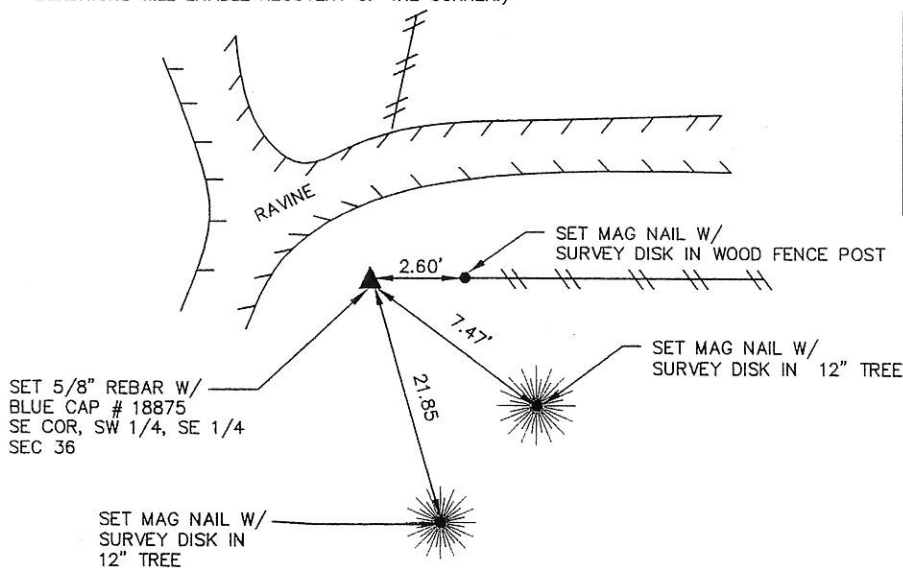 RAVINE
SET MAG NAIL W/
SURVEY DISK IN WOOD FENCE POST
2.60'
7.47'
SET MAG NAIL W/
SURVEY DISK IN 12" TREE
21.85
SET 5/8" REBAR W/
BLUE CAP # 18875
SE COR, SW 1/4, SE 1/4
SEC 36
SET MAG NAIL W/
SURVEY DISK IN
12" TREE